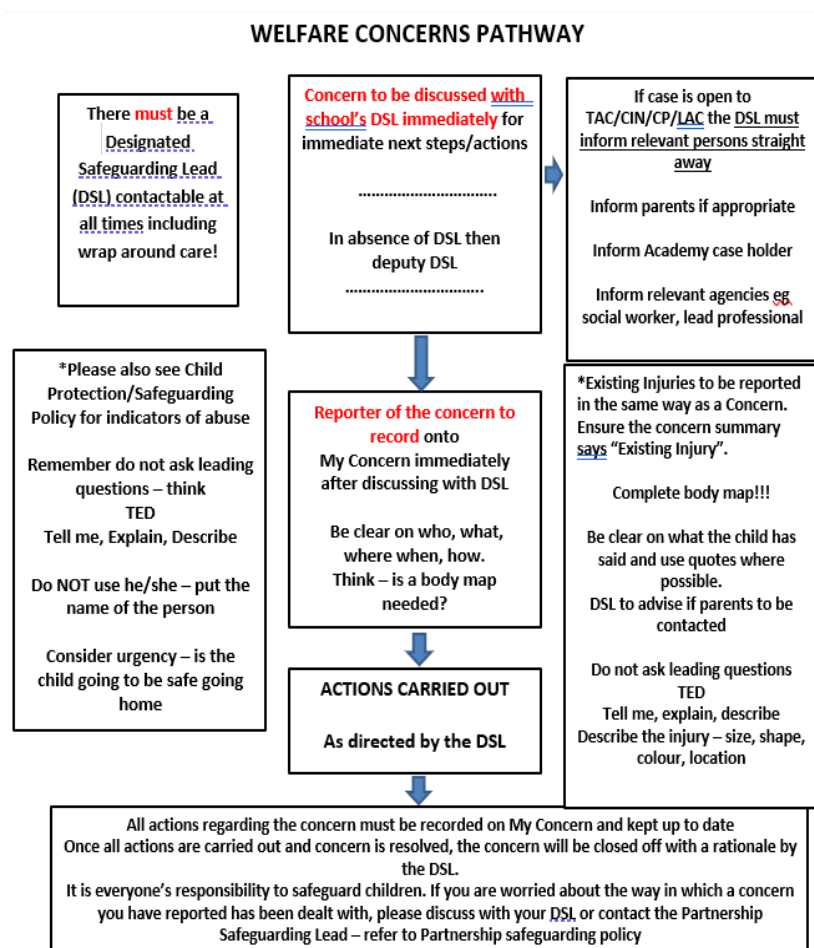 WELFARE CONCERNS PATHWAY
There must be a
Designated
Safeguarding Lead
(DSL) contactable at
all times including
wrap around care!
Concern to be discussed with
school's DSL immediately for
immediate next steps/actions
................................
In absence of DSL then
deputy DSL
................................
If case is open to
TAC/CIN/CP/LAC the DSL must
inform relevant persons straight
away
Inform parents if appropriate
Inform Academy case holder
Inform relevant agencies eg
social worker, lead professional
*Please also see Child
Protection/Safeguarding
Policy for indicators of abuse
Remember do not ask leading
questions – think
TED
Tell me, Explain, Describe
Do NOT use he/she – put the
name of the person
Consider urgency – is the
child going to be safe going
home
Reporter of the concern to
record onto
My Concern immediately
after discussing with DSL
Be clear on who, what,
where when, how.
Think – is a body map
needed?
*Existing Injuries to be reported
in the same way as a Concern.
Ensure the concern summary
says "Existing Injury".
Complete body map!!!
Be clear on what the child has
said and use quotes where
possible.
DSL to advise if parents to be
contacted
Do not ask leading questions
TED
Tell me, explain, describe
Describe the injury – size, shape,
colour, location
ACTIONS CARRIED OUT
As directed by the DSL
All actions regarding the concern must be recorded on My Concern and kept up to date
Once all actions are carried out and concern is resolved, the concern will be closed off with a rationale by
the DSL.
It is everyone's responsibility to safeguard children. If you are worried about the way in which a concern
you have reported has been dealt with, please discuss with your DSL or contact the Partnership
Safeguarding Lead – refer to Partnership safeguarding policy